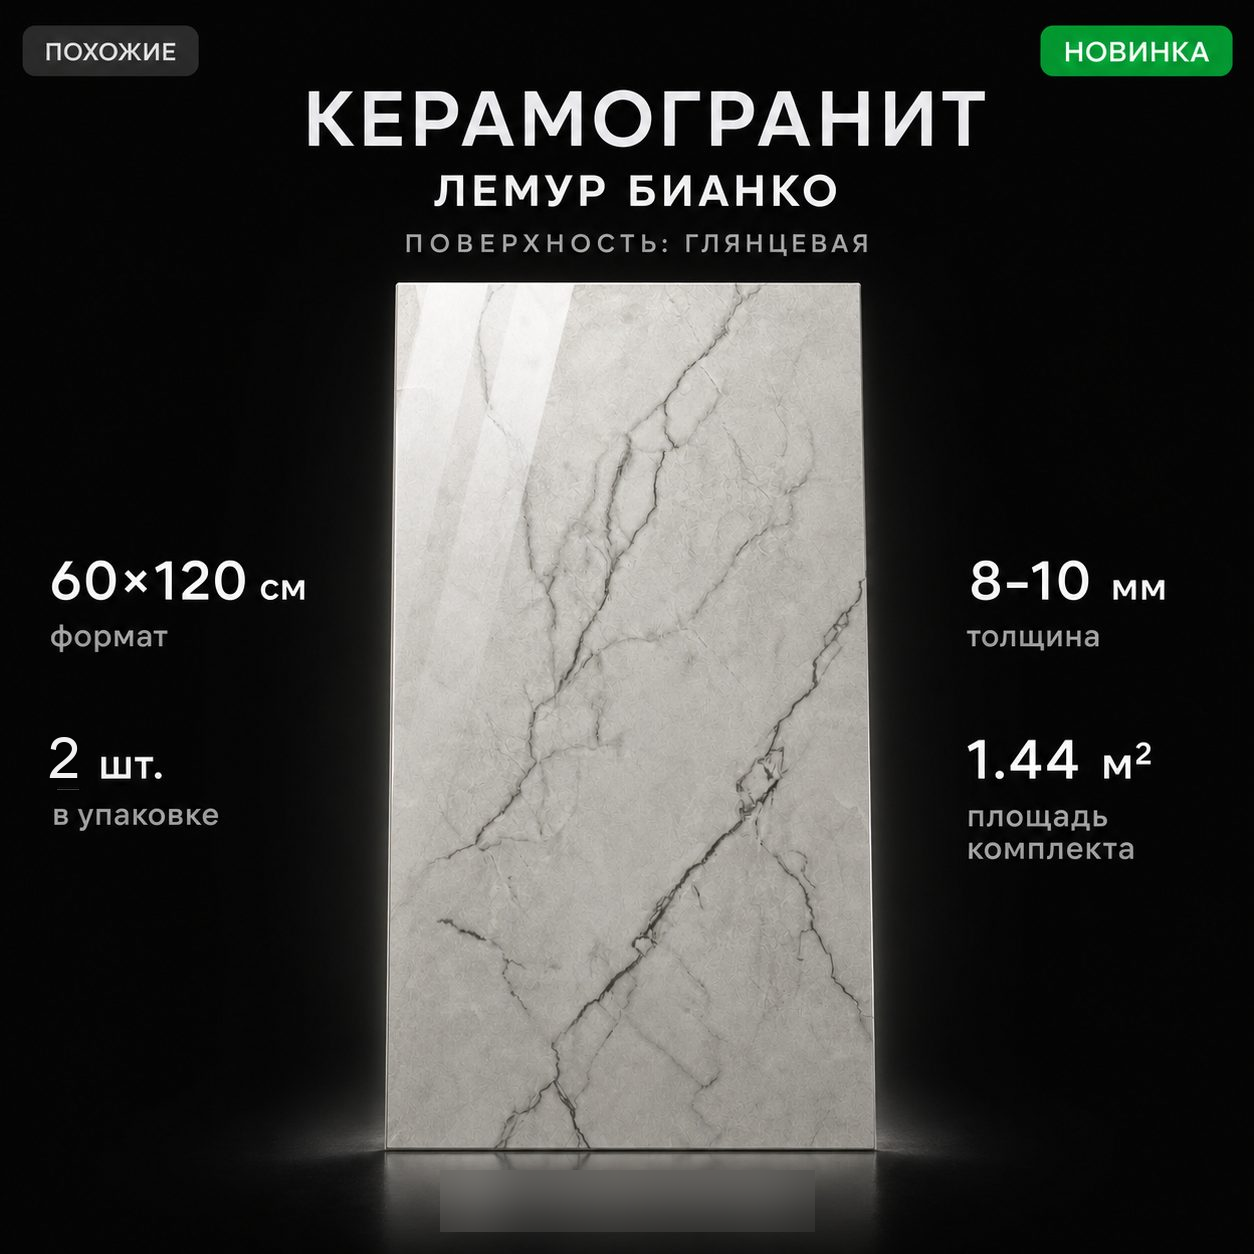 ПОХОЖИЕ
НОВИНКА
КЕРАМОГРАНИТ
ЛЕМУР БИАНКО
ПОВЕРХНОСТЬ: ГЛЯНЦЕВАЯ
60×120 см
формат
8–10 мм
толщина
2 шт.
в упаковке
1.44 м²
площадь
комплекта